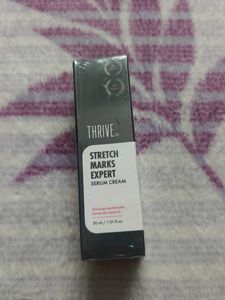 THRIVE
STRETCH
MARKS
EXPERT
SERUM CREAM
30 ml / 1.01 fl.oz